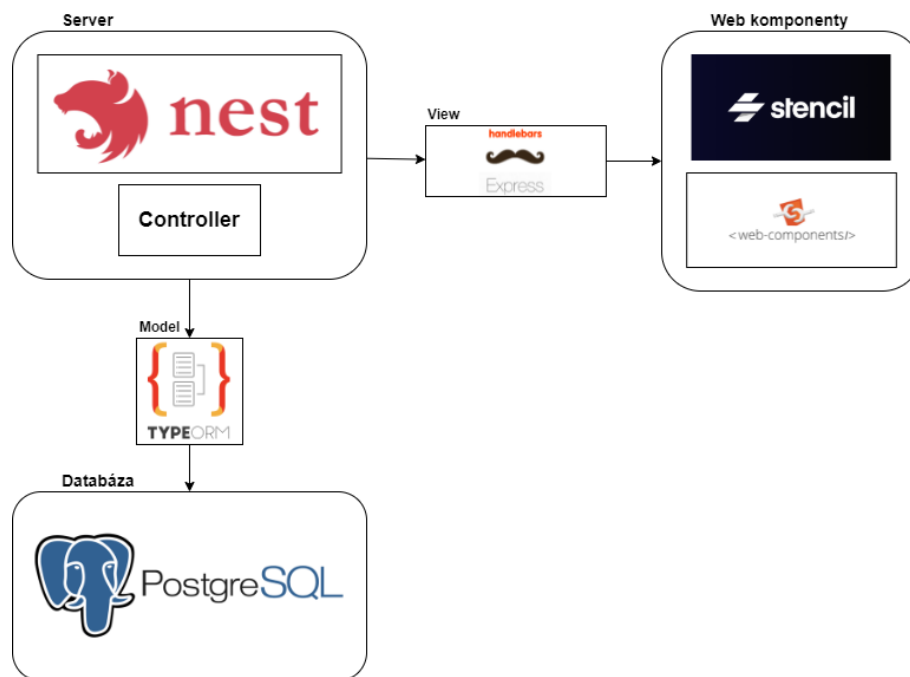 Server
Web komponenty
nest
stencil
View
handlebars
Express
Controller
<web-components/>
Model
TYPEORM
Databáza
PostgreSQL